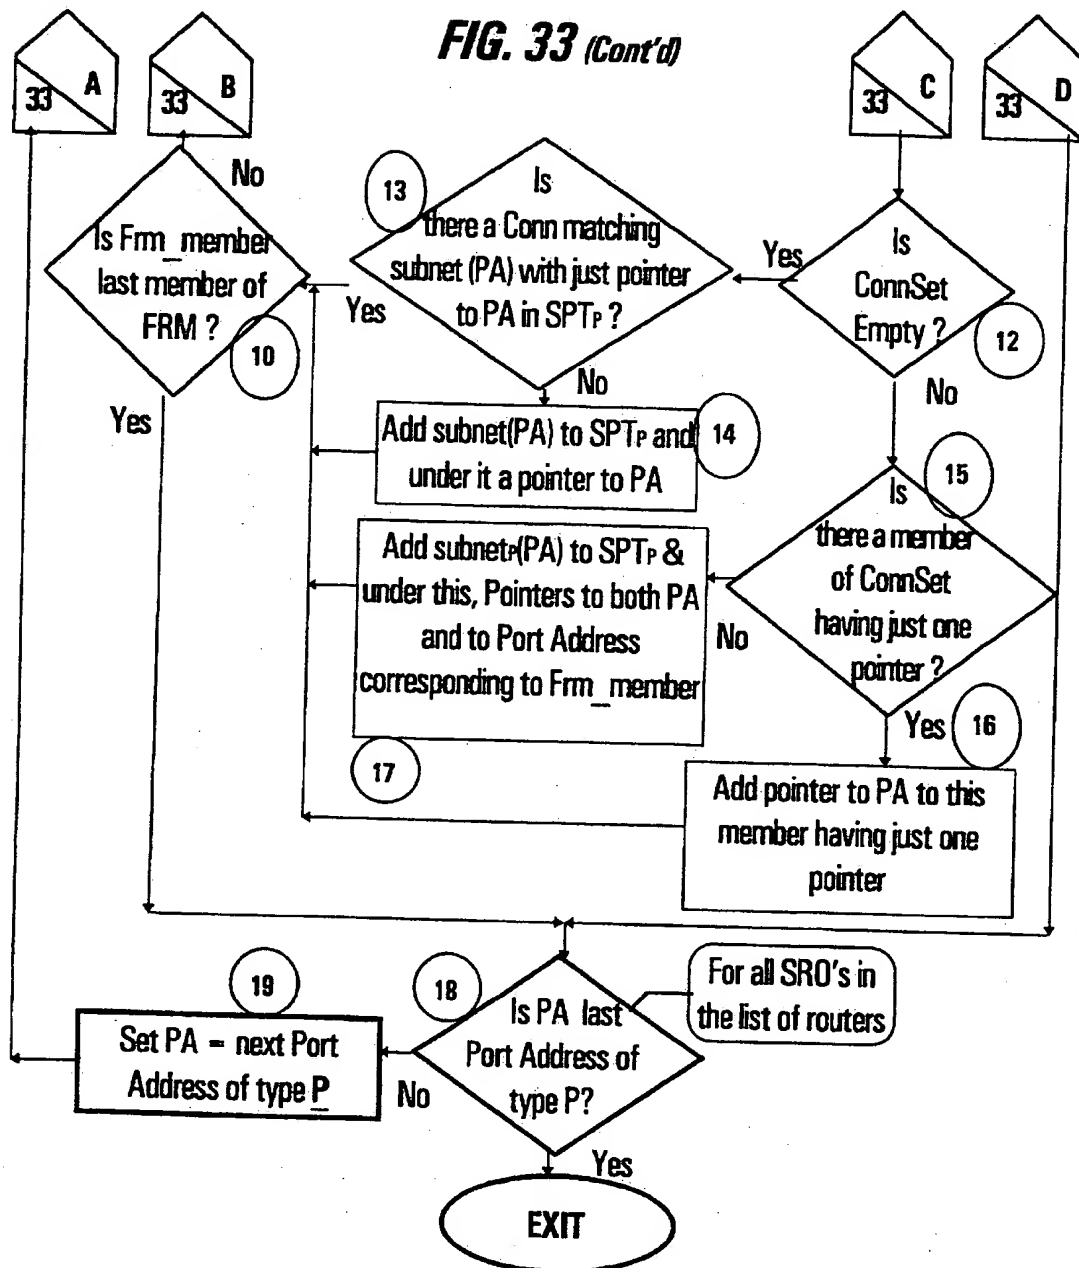 FIG. 33 (Cont'd)
33 A
33 B
33 C
33 D
No
13
Is
there a Conn matching
subnet (PA) with just pointer
to PA in SPTP ?
Is Frm_member
last member of
FRM ?
10
Yes
Yes
Is
ConnSet
Empty ?
12
Yes
No
No
Add subnet(PA) to SPTP and
under it a pointer to PA
14
15
Is
there a member
of ConnSet
having just one
pointer ?
Add subnetP(PA) to SPTP &
under this, Pointers to both PA
and to Port Address
corresponding to Frm_member
No
17
Yes
16
Add pointer to PA to this
member having just one
pointer
19
Set PA = next Port
Address of type P
No
18
Is PA last
Port Address of
type P?
For all SRO's in
the list of routers
Yes
EXIT